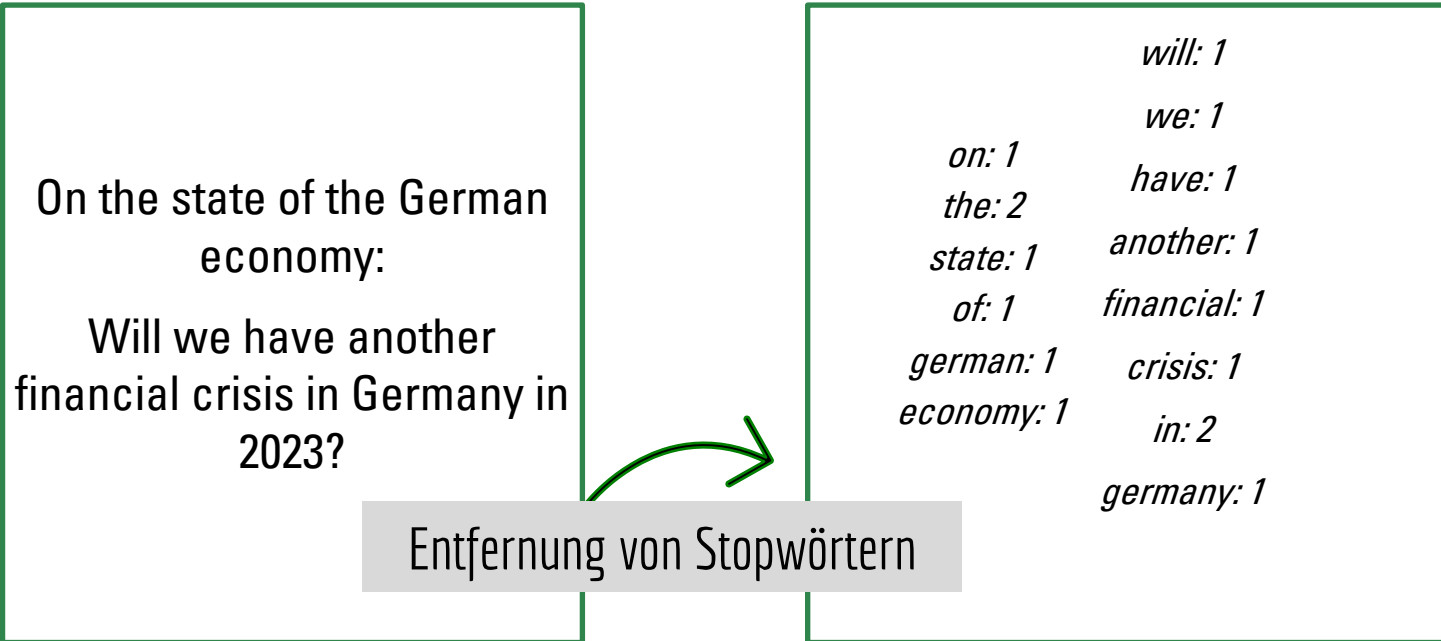 On the state of the German
economy:
Will we have another
financial crisis in Germany in
2023?
Entfernung von Stopwörtern
on: 1
the: 2
state: 1
of: 1
german: 1
economy: 1
will: 1
we: 1
have: 1
another: 1
financial: 1
crisis: 1
in: 2
germany: 1